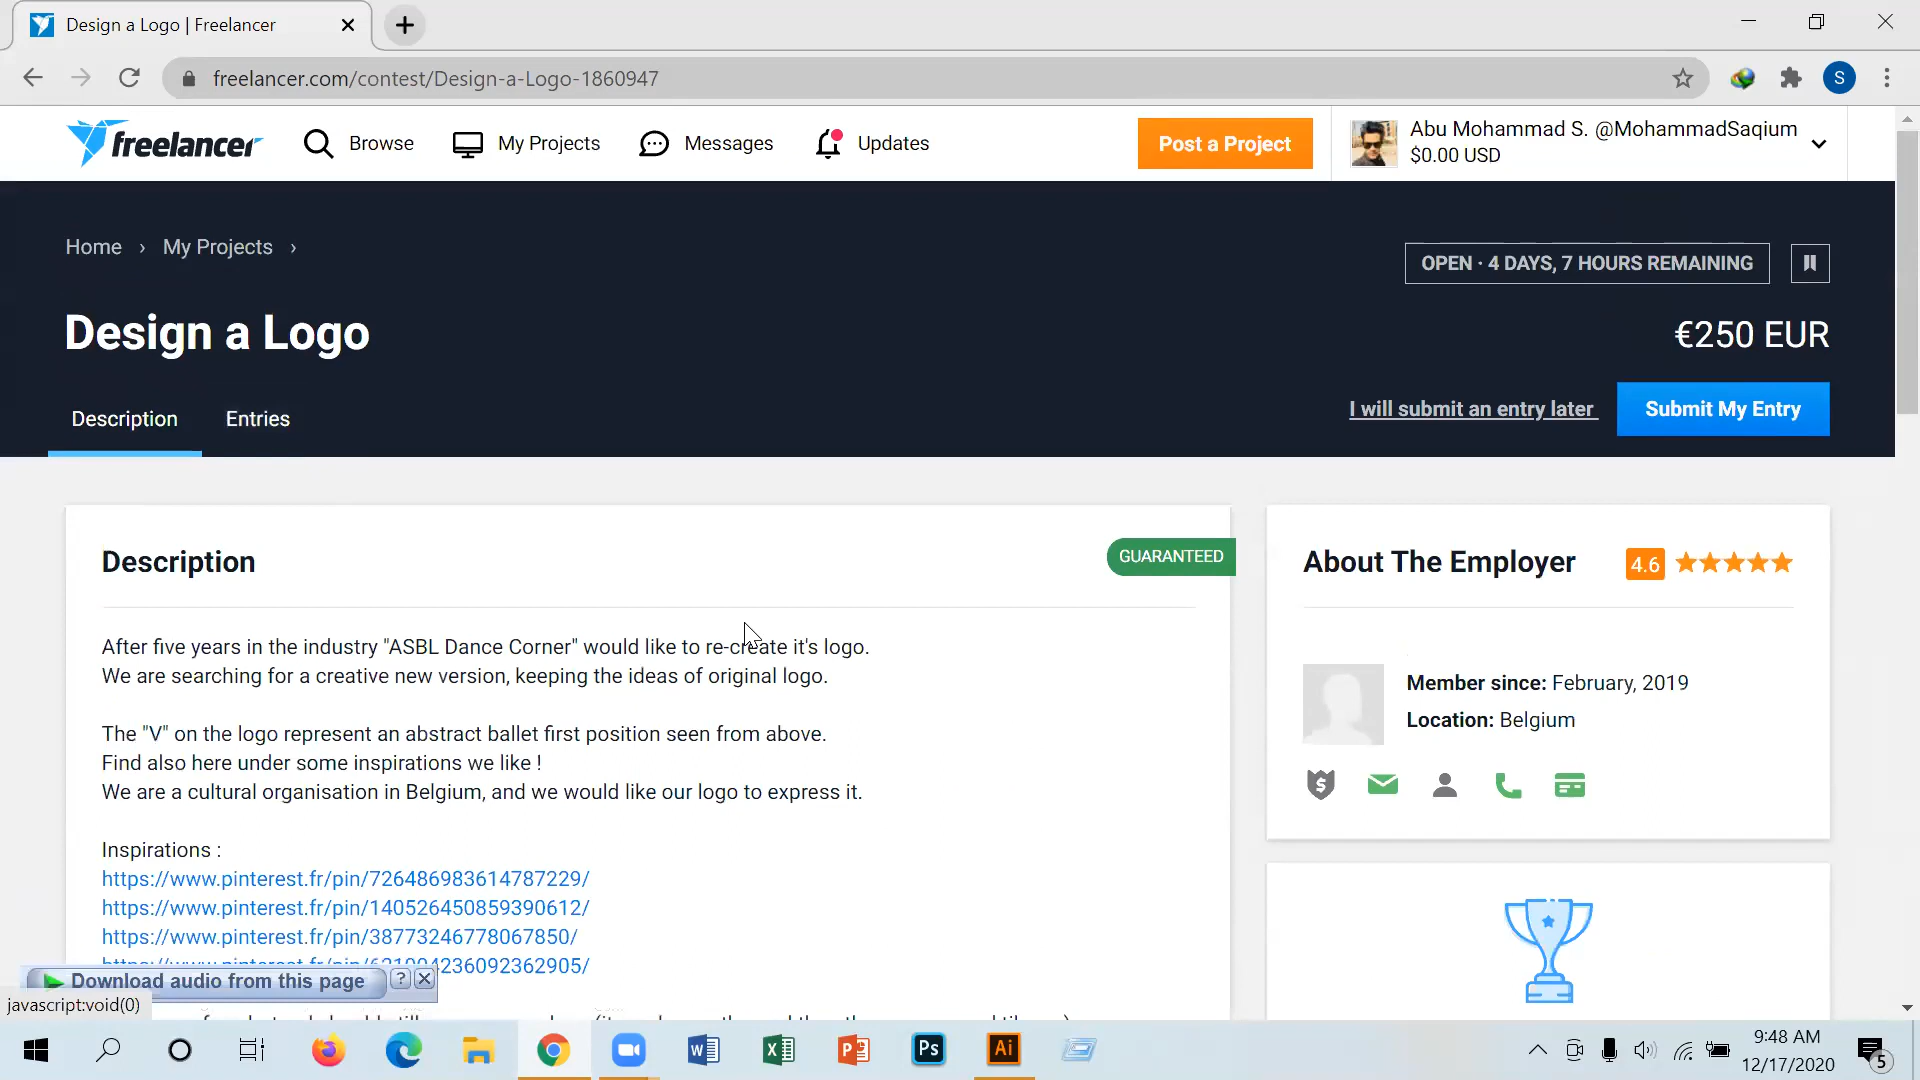 Design a Logo | Freelancer
freelancer.com/contest/Design-a-Logo-1860947
S
freelancer
Browse
My Projects
Messages
Updates
Post a Project
Abu Mohammad S. @MohammadSaqium
$0.00 USD
Home › My Projects ›
OPEN · 4 DAYS, 7 HOURS REMAINING
Design a Logo
€250 EUR
Description
Entries
I will submit an entry later
Submit My Entry
Description
GUARANTEED
After five years in the industry "ASBL Dance Corner" would like to re-create it's logo.
We are searching for a creative new version, keeping the ideas of original logo.
The "V" on the logo represent an abstract ballet first position seen from above.
Find also here under some inspirations we like !
We are a cultural organisation in Belgium, and we would like our logo to express it.
Inspirations :
https://www.pinterest.fr/pin/726486983614787229/
https://www.pinterest.fr/pin/140526450859390612/
https://www.pinterest.fr/pin/38773246778067850/
About The Employer
4.6
Member since: February, 2019
Location: Belgium
Download audio from this page
?
javascript:void(0)
Ps
Ai
9:48 AM
12/17/2020
5